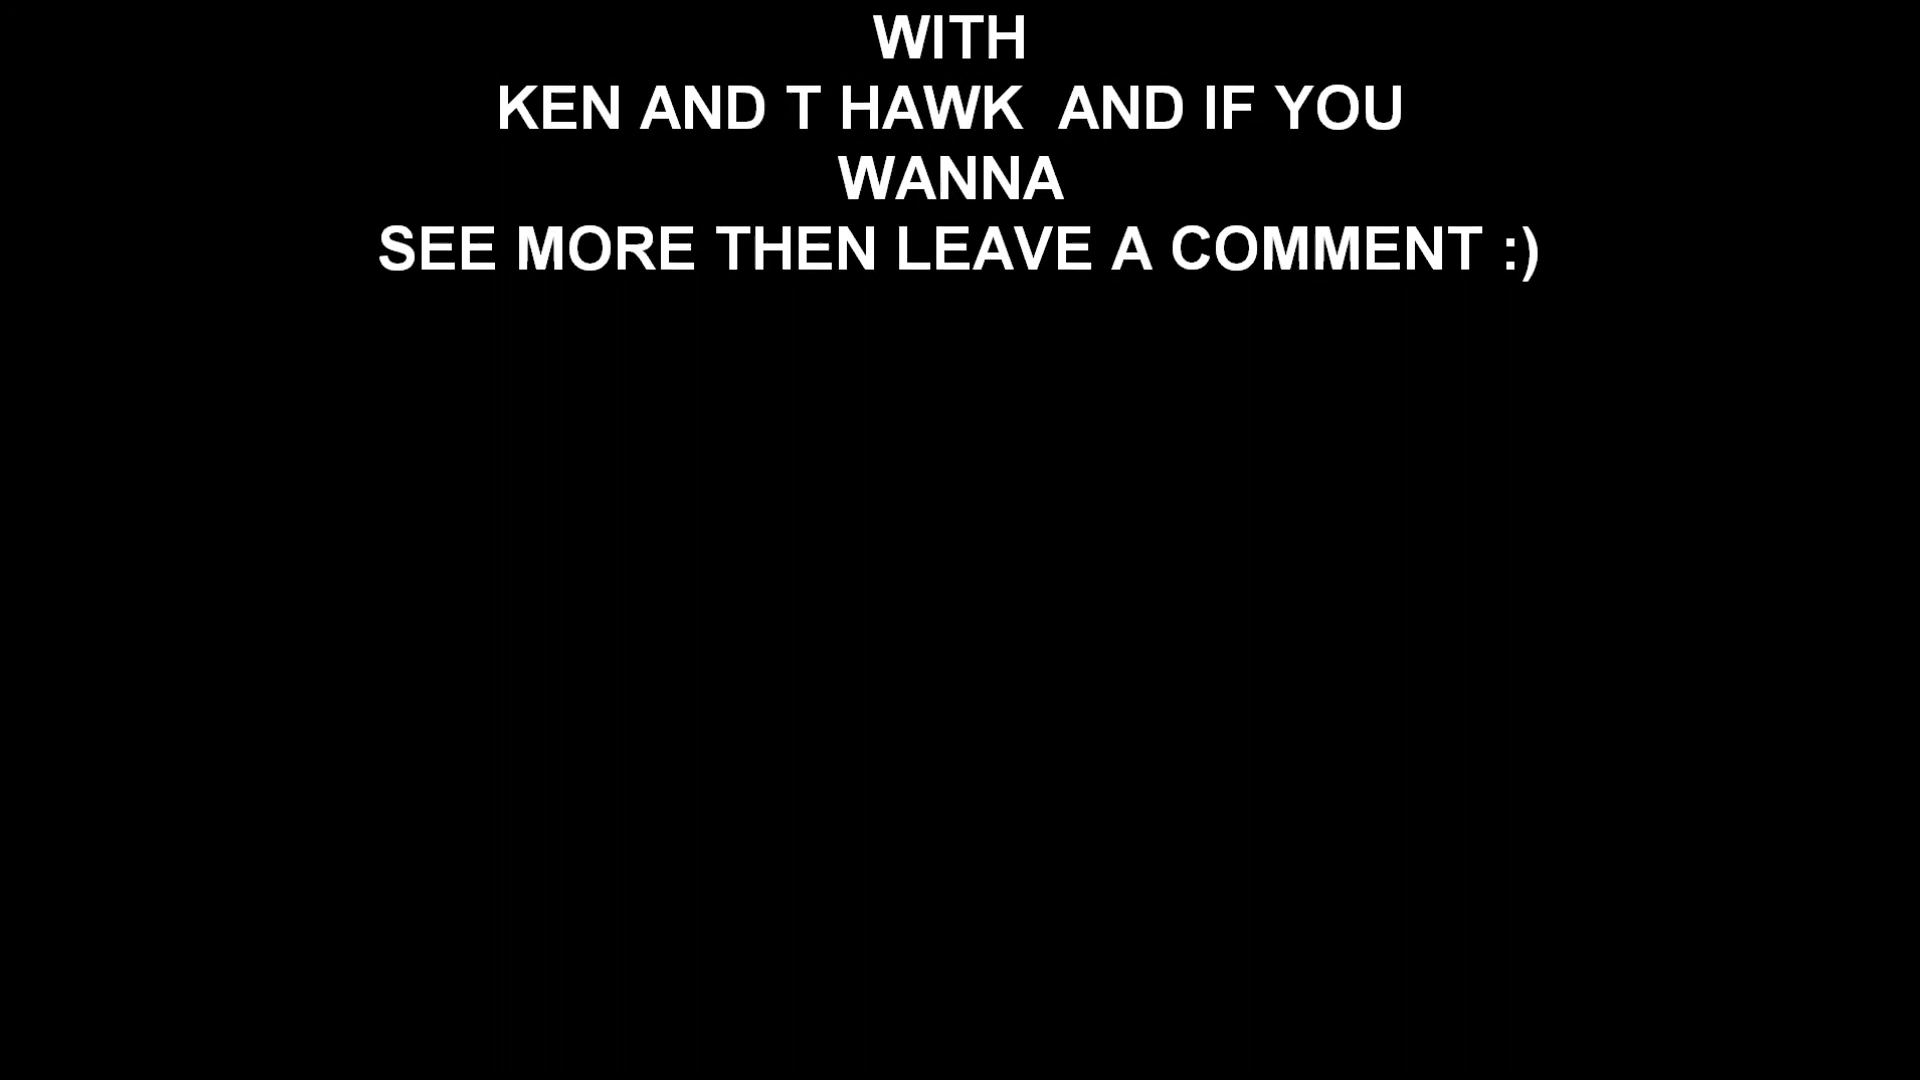 WITH
KEN AND T HAWK  AND IF YOU
WANNA
SEE MORE THEN LEAVE A COMMENT :)